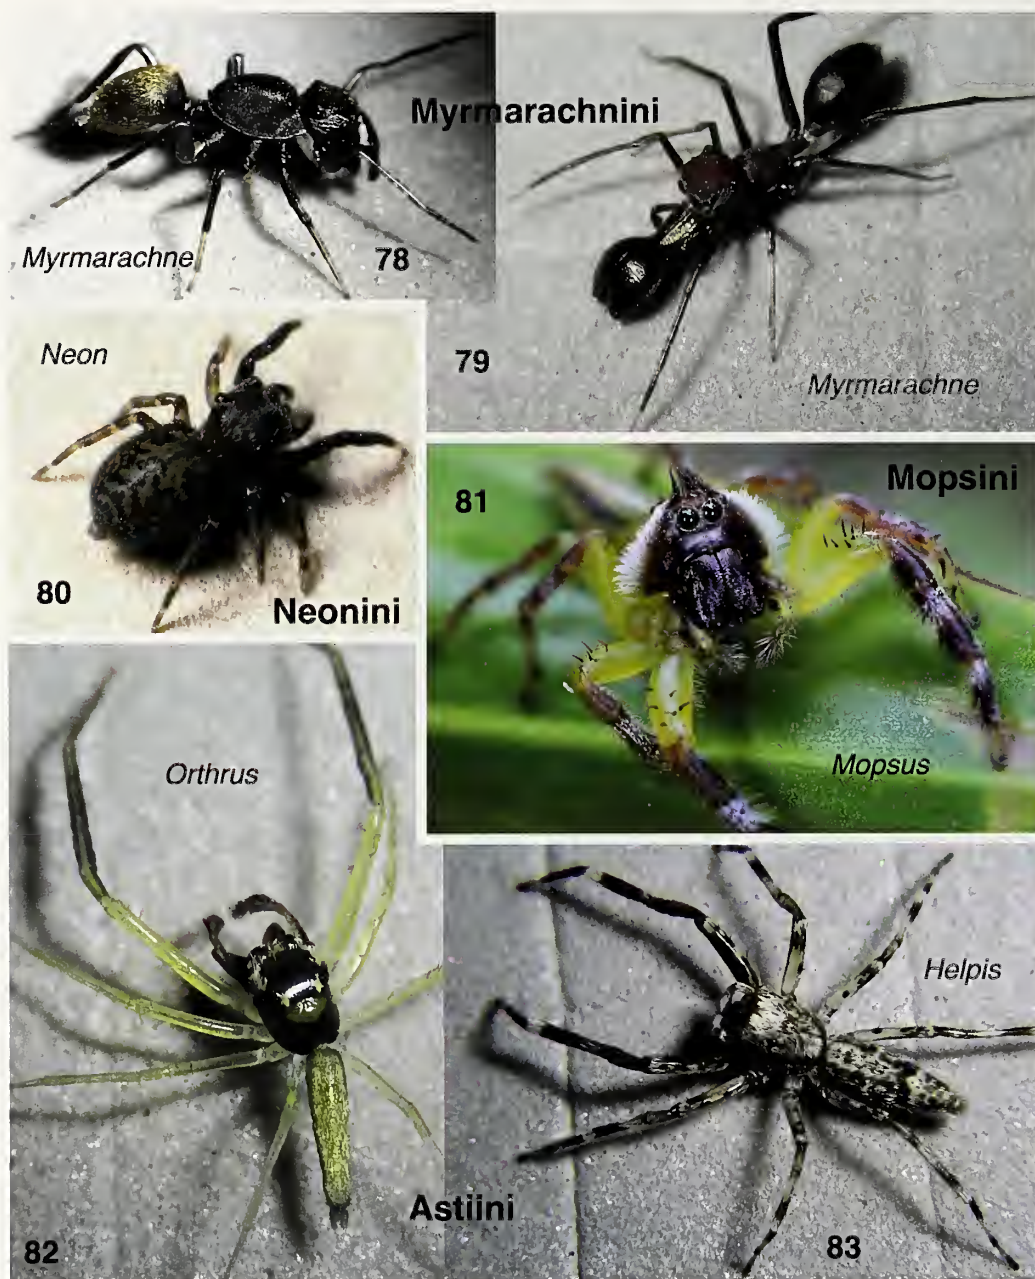 Myrmarachnini
Myrmarachne
78
79
Myrmarachne
Neon
80
Neonini
81
Mopsini
Mopsus
Orthrus
82
Astiini
Helpis
83